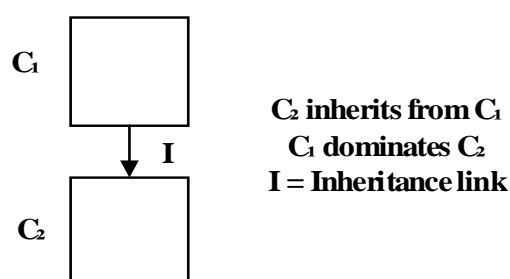 C₁
C₂ inherits from C₁
C₁ dominates C₂
I
I = Inheritance link
C₂